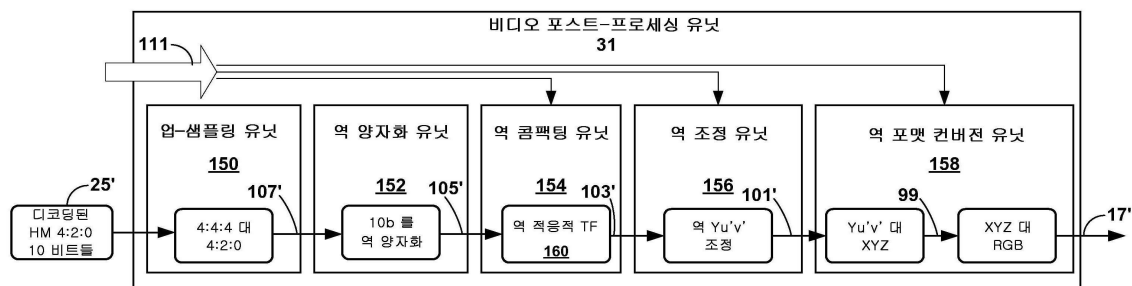 비디오 포스트-프로세싱 유닛
31
111
업-샘플링 유닛
150
4:4:4 대
4:2:0
역 양자화 유닛
152
10b 를
역 양자화
역 콤팩팅 유닛
154
역 적응적 TF
160
역 조정 유닛
156
역 Yu'v'
조정
역 포맷 컨버전 유닛
158
Yu'v' 대
XYZ
XYZ 대
RGB
25'
디코딩된
HM 4:2:0
10 비트들
107'
105'
103'
101'
99
17'